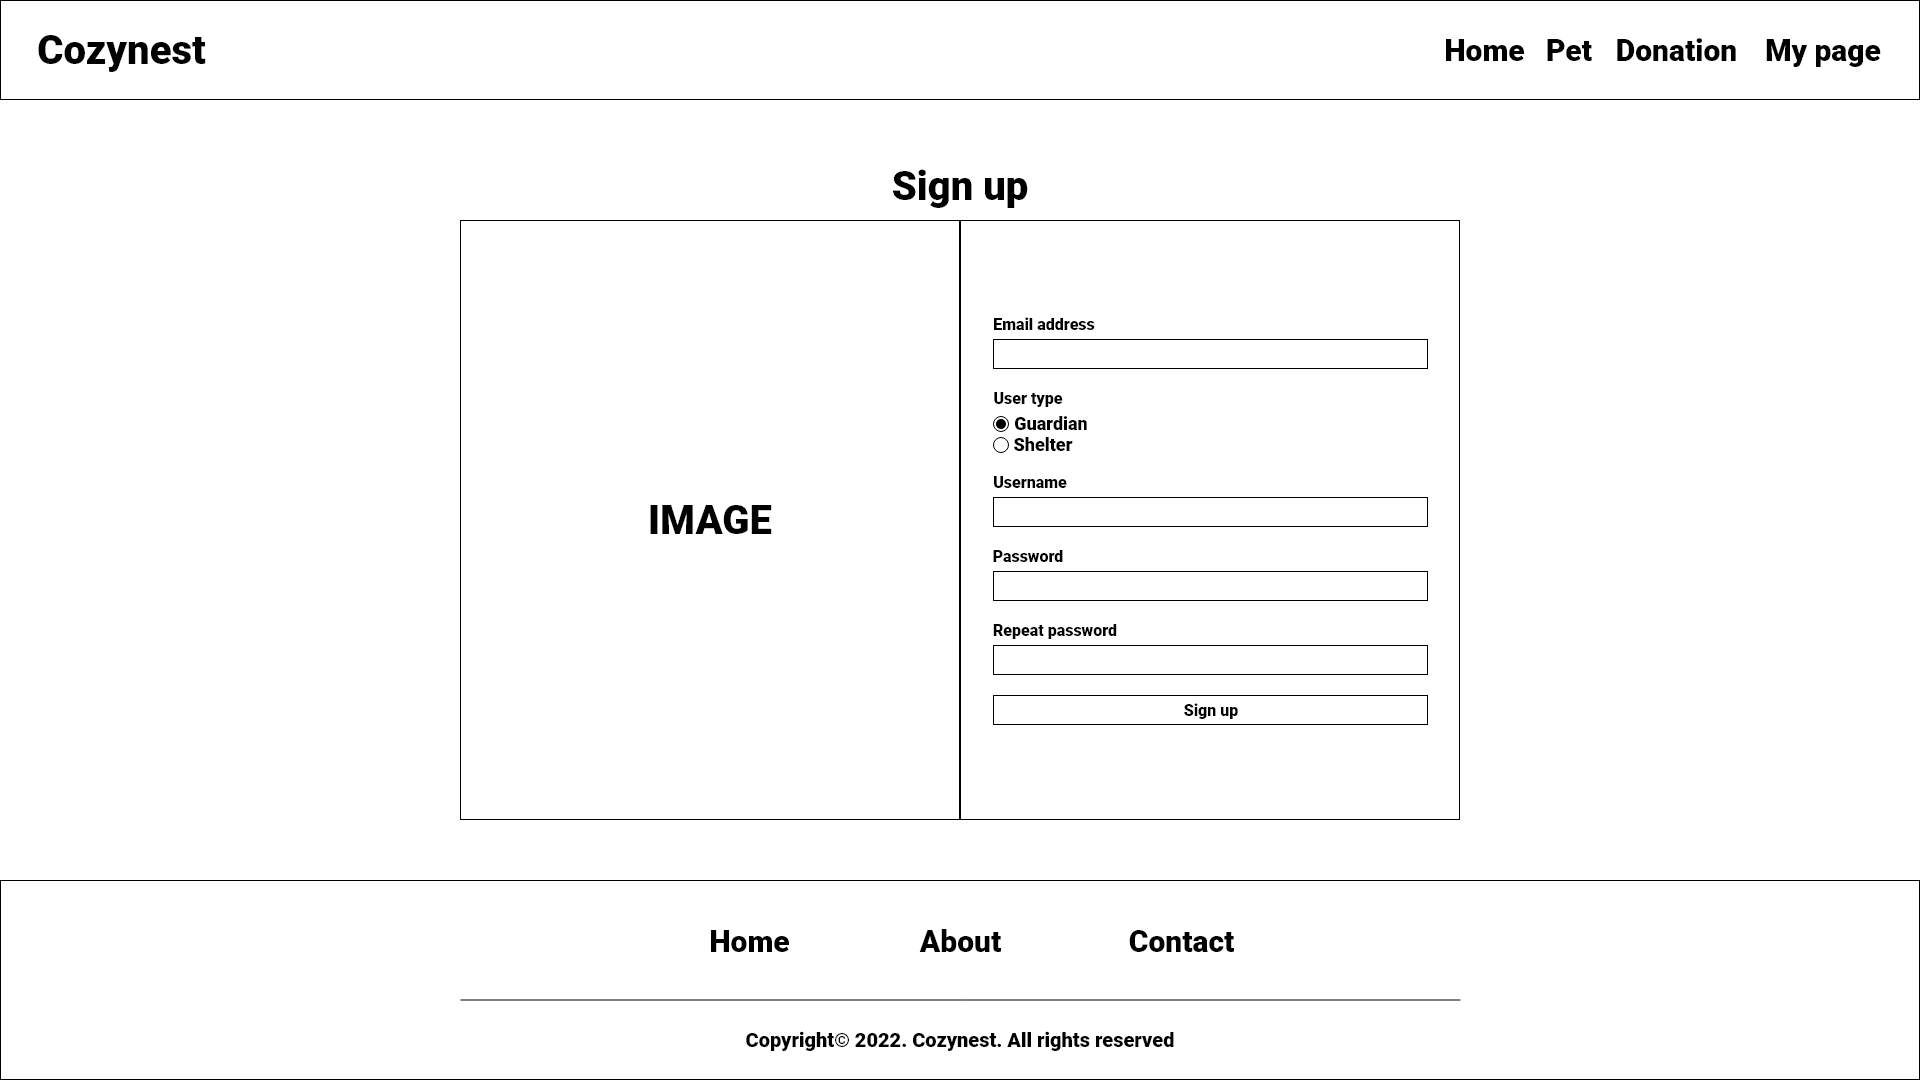 Cozynest
Home Pet Donation My page
Sign up
IMAGE
Email address
User type
Guardian
Shelter
Username
Password
Repeat password
Sign up
Home About Contact
Copyright© 2022. Cozynest. All rights reserved